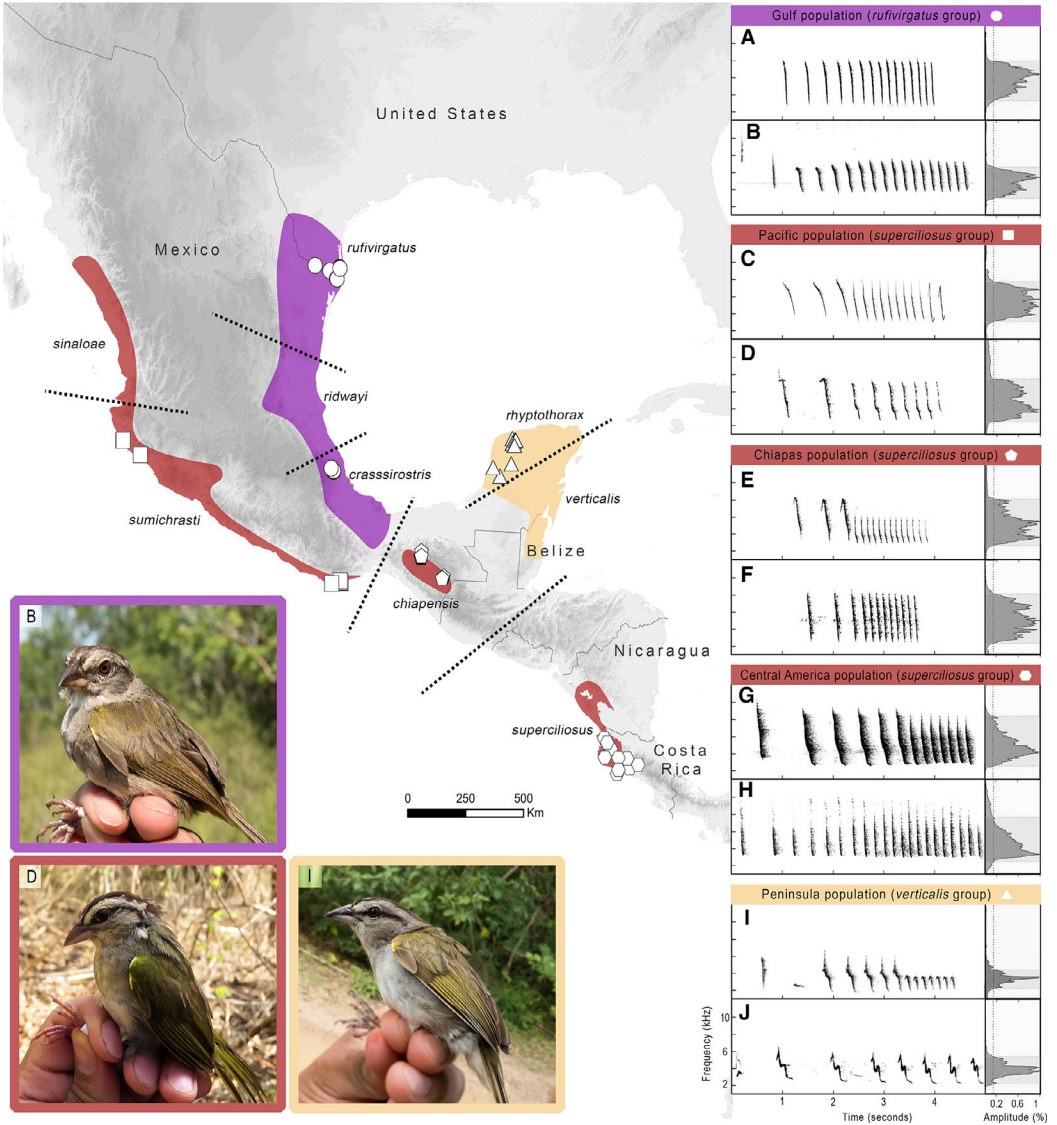 United States
Mexico
rufivirgatus
sinaloae
ridwayi
rhyptothorax
crasssirostris
verticalis
sumichrasti
Belize
chiapensis
Nicaragua
superciliosus
Costa
Rica
0 250 500
Km
B
D
I
Gulf population (rufivirgatus group)
A
B
Pacific population (superciliosus group)
C
D
Chiapas population (superciliosus group)
E
F
Central America population (superciliosus group)
G
H
Peninsula population (verticalis group)
I
J
10
6
2
Frequency (kHz)
1 2 3 4
Time (seconds)
0.2 0.6 1
Amplitude (%)